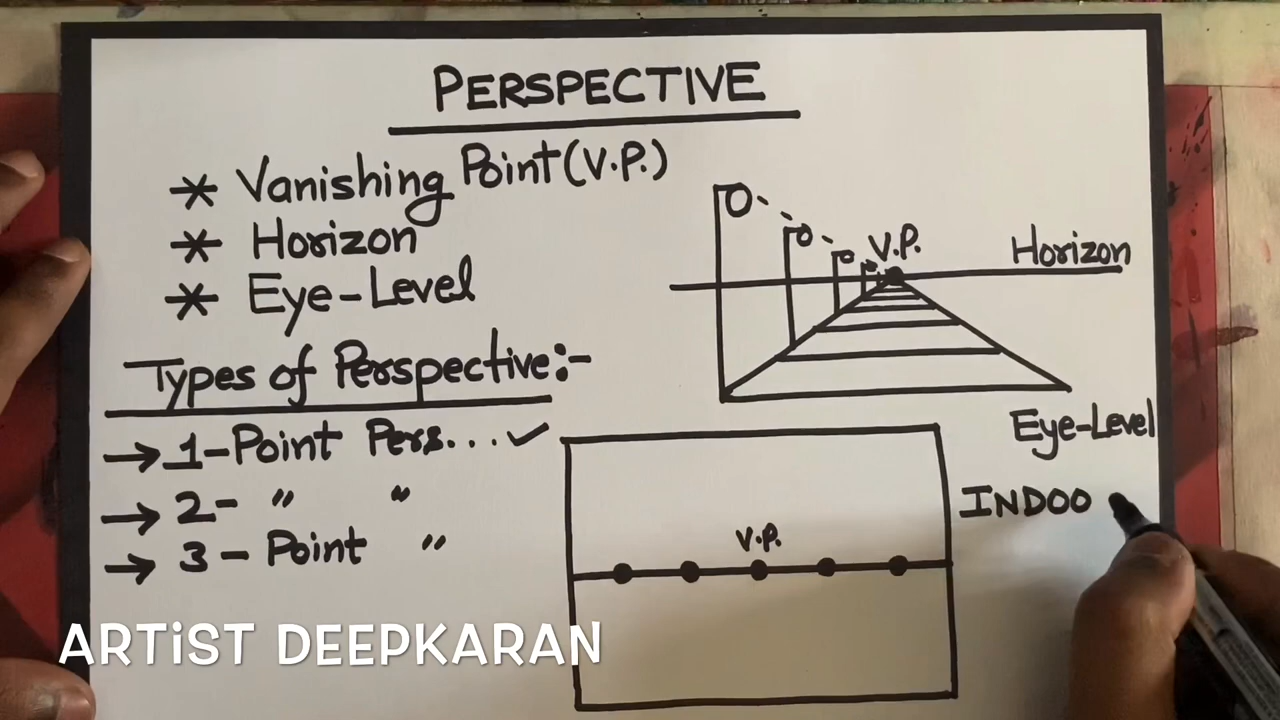 PERSPECTIVE
* Vanishing Point (V.P.)
* Horizon
* Eye-Level
Types of Perspective:-
→ 1-Point Pers... ✓
→ 2- " "
→ 3 - Point "
V.P.
Horizon
Eye-Level
INDOO
V.P.
ARTiST DEEPKARAN